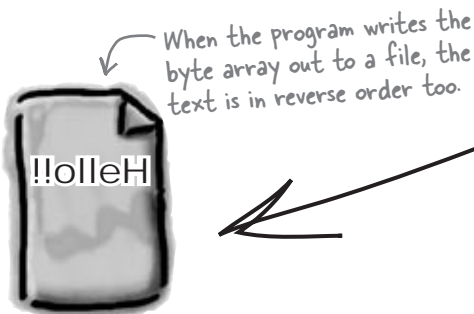 When the program writes the
byte array out to a file, the
text is in reverse order too.
!!olleH